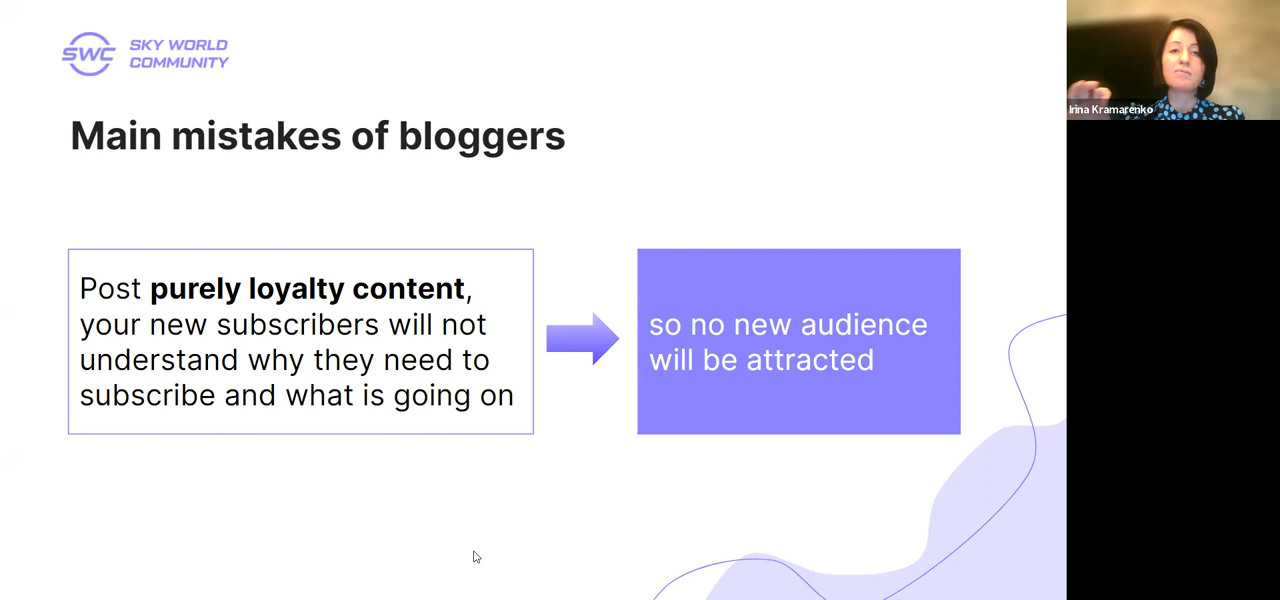 SWC SKY WORLD
COMMUNITY
Irina Kramarenko
Main mistakes of bloggers
Post purely loyalty content,
your new subscribers will not
understand why they need to
subscribe and what is going on
so no new audience
will be attracted